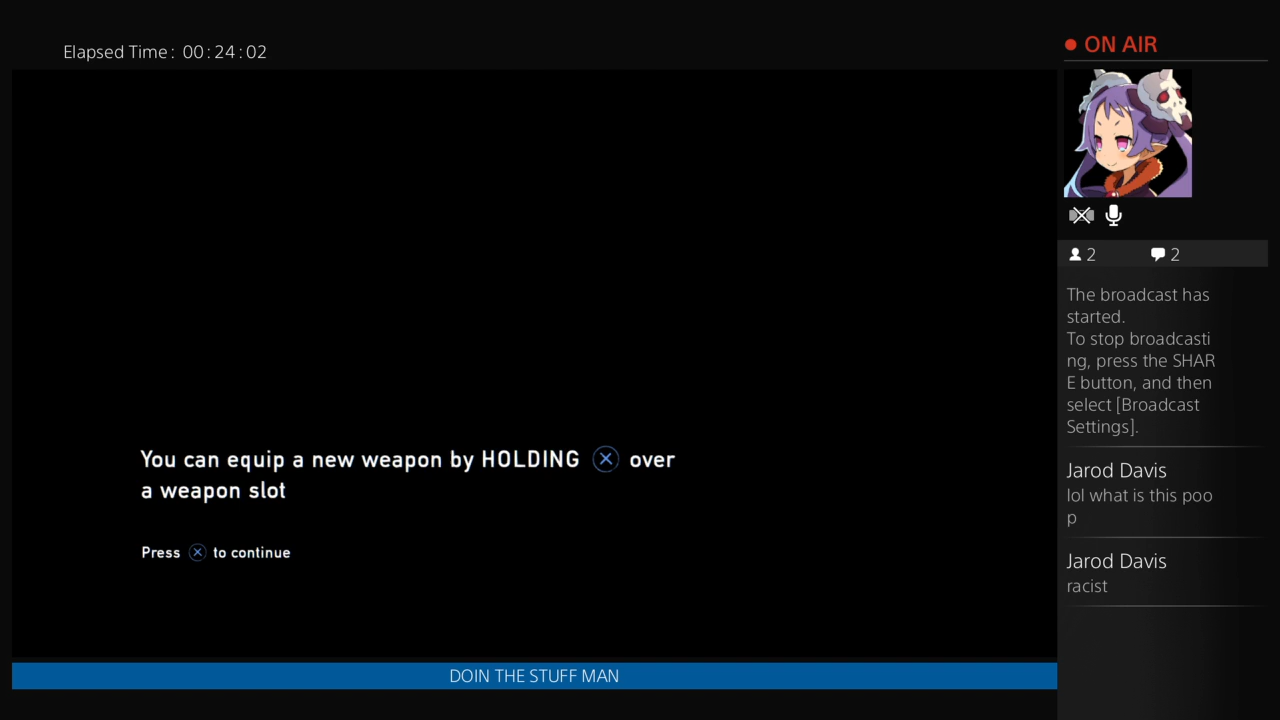 Elapsed Time: 00:24:02
ON AIR
2 2
The broadcast has
started.
To stop broadcasti
ng, press the SHAR
E button, and then
select [Broadcast
Settings].
Jarod Davis
lol what is this poo
p
Jarod Davis
racist
You can equip a new weapon by HOLDING over
a weapon slot
Press to continue
DOIN THE STUFF MAN